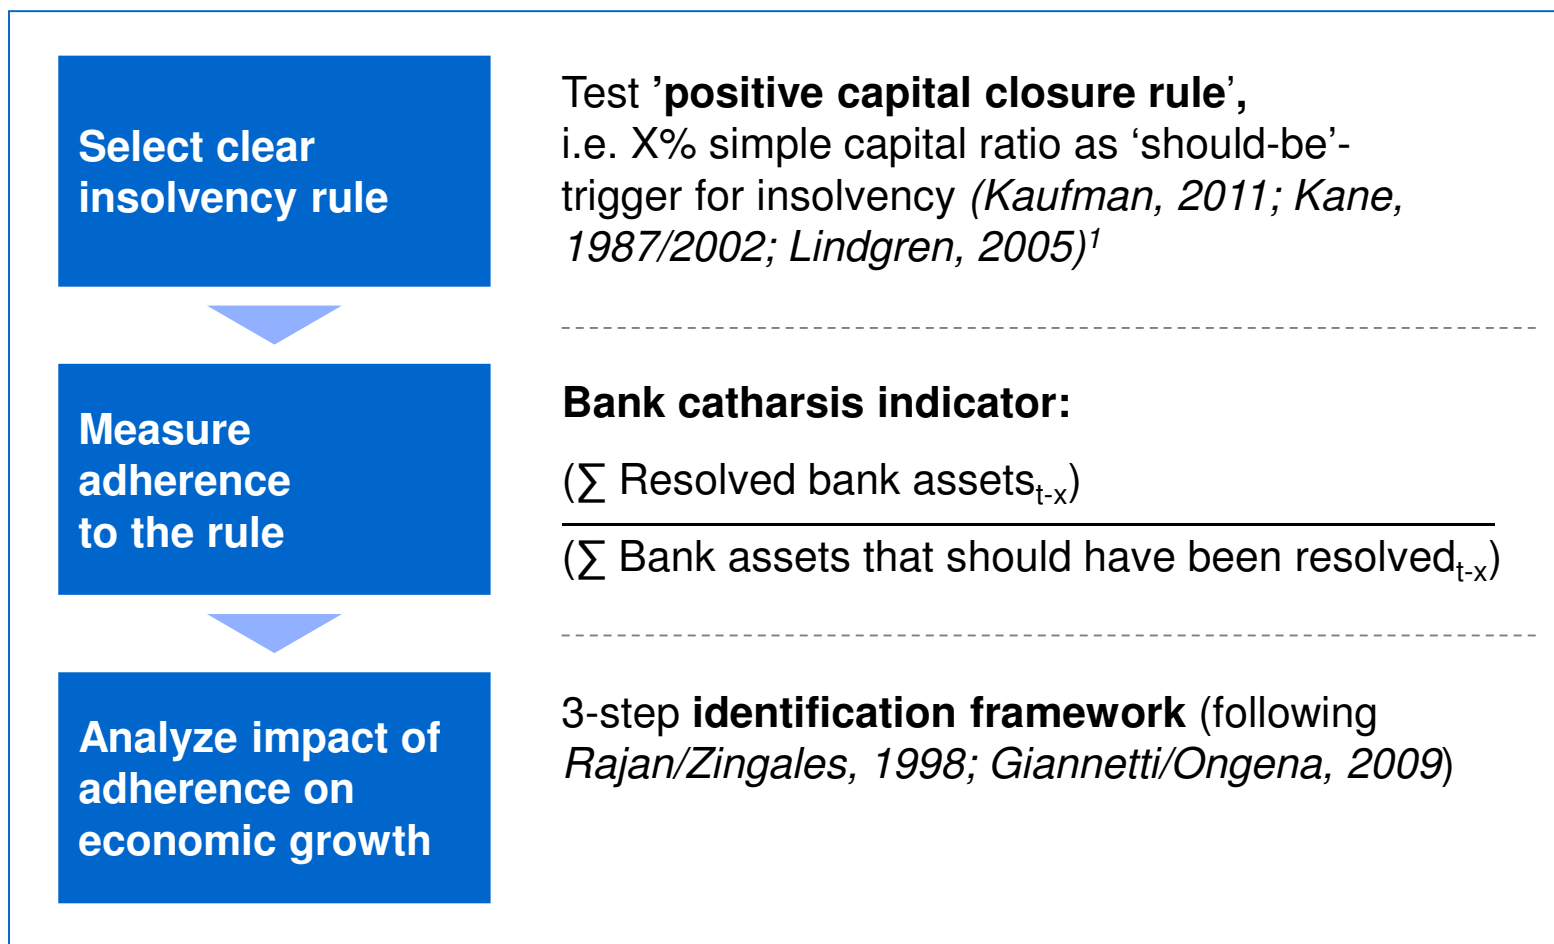 Select clear
insolvency rule
Test ’positive capital closure rule’,
i.e. X% simple capital ratio as ‘should-be’-
trigger for insolvency (Kaufman, 2011; Kane,
1987/2002; Lindgren, 2005)1
Measure
adherence
to the rule
Bank catharsis indicator:
(∑ Resolved bank assetst-x)
(∑ Bank assets that should have been resolvedt-x)
Analyze impact of
adherence on
economic growth
3-step identification framework (following
Rajan/Zingales, 1998; Giannetti/Ongena, 2009)